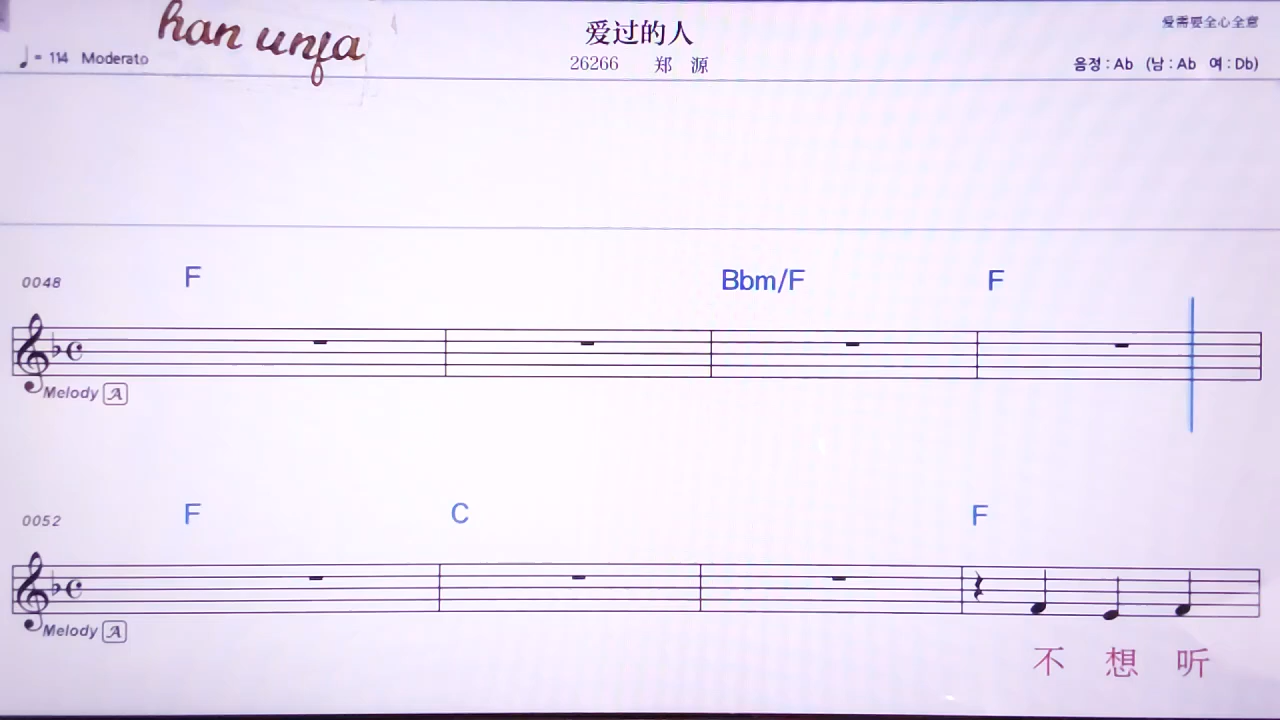 han unfa
爱过的人
爱需要全心全意
♩= 114 Moderato
26266 郑 源
음정 : Ab (남 : Ab 여 : Db)
0048
F Bbm/F F
Melody A
0052
F C F
Melody A
不 想 听